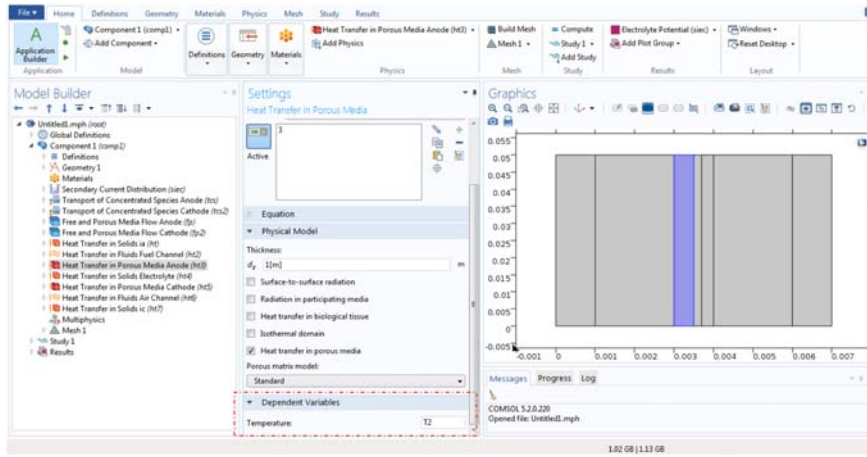 File
Home
Definitions
Geometry
Materials
Physics
Mesh
Study
Results
Application Builder
Component 1 (comp1)
Add Component
Definitions
Geometry
Materials
Heat Transfer in Porous Media Anode (ht3)
Add Physics
Build Mesh
Mesh 1
Compute
Study 1
Add Study
Electrolyte Potential (siec)
Add Plot Group
Windows
Reset Desktop
Application
Model
Physics
Mesh
Study
Results
Layout
Model Builder
Untitled1.mph (root)
Global Definitions
Component 1 (comp1)
Definitions
Geometry 1
Materials
Secondary Current Distribution (siec)
Transport of Concentrated Species Anode (tcs)
Transport of Concentrated Species Cathode (tcs2)
Free and Porous Media Flow Anode (fp)
Free and Porous Media Flow Cathode (fp2)
Heat Transfer in Solids ia (ht)
Heat Transfer in Fluids Fuel Channel (ht2)
Heat Transfer in Porous Media Anode (ht3)
Heat Transfer in Solids Electrolyte (ht4)
Heat Transfer in Porous Media Cathode (ht5)
Heat Transfer in Fluids Air Channel (ht6)
Heat Transfer in Solids ic (ht7)
Multiphysics
Mesh 1
Study 1
Results
Settings
Heat Transfer in Porous Media
Active
3
Equation
Physical Model
Thickness:
dz 1[m] m
Surface-to-surface radiation
Radiation in participating media
Heat transfer in biological tissue
Isothermal domain
Heat transfer in porous media
Porous matrix model:
Standard
Dependent Variables
Temperature: T2
Graphics
0.055
0.05
0.045
0.04
0.035
0.03
0.025
0.02
0.015
0.01
0.005
0
-0.005
-0.001 0 0.001 0.002 0.003 0.004 0.005 0.006 0.007
Messages Progress Log
COMSOL 5.2.0.220
Opened file: Untitled1.mph
1.02 GB | 1.13 GB